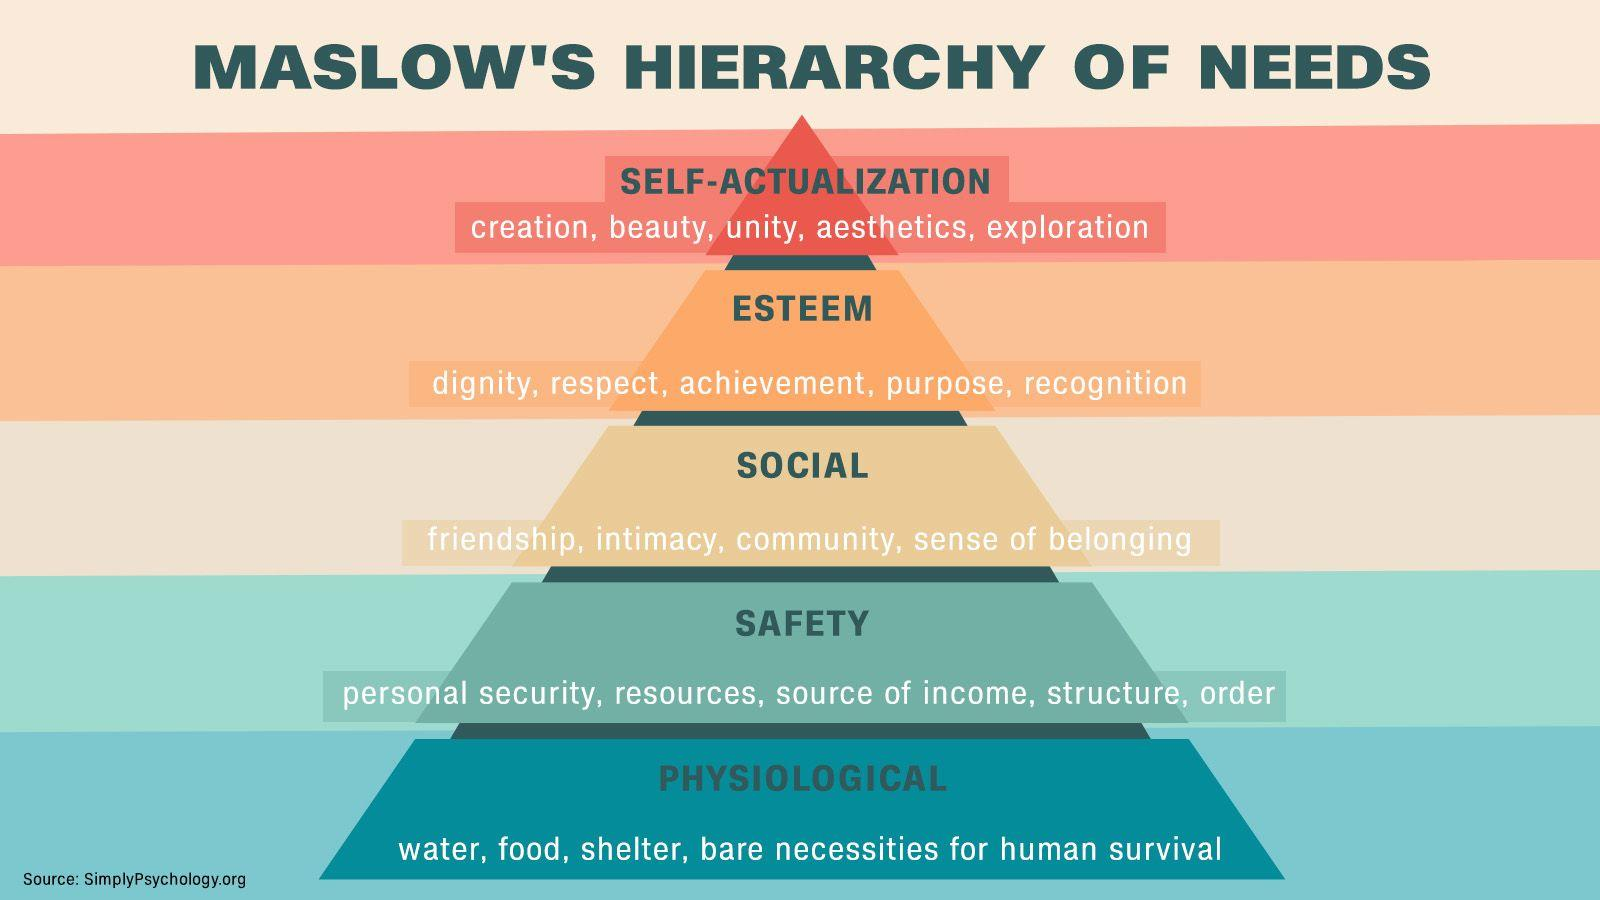 MASLOW'S HIERARCHY OF NEEDS
SELF-ACTUALIZATION
creation, beauty, unity, aesthetics, exploration
ESTEEM
dignity, respect, achievement, purpose, recognition
SOCIAL
friendship, intimacy, community, sense of belonging
SAFETY
personal security, resources, source of income, structure, order
PHYSIOLOGICAL
water, food, shelter, bare necessities for human survival
Source: SimplyPsychology.org